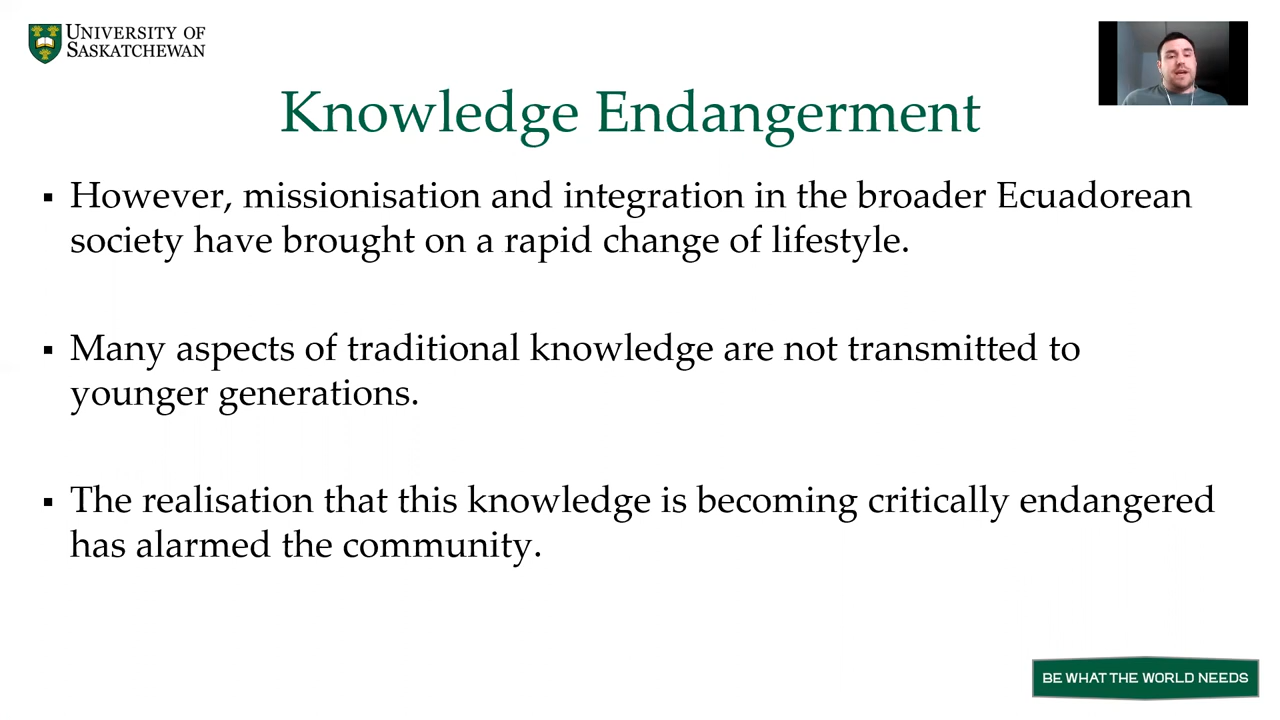 UNIVERSITY OF
SASKATCHEWAN
Knowledge Endangerment
▪ However, missionisation and integration in the broader Ecuadorean
society have brought on a rapid change of lifestyle.
▪ Many aspects of traditional knowledge are not transmitted to
younger generations.
▪ The realisation that this knowledge is becoming critically endangered
has alarmed the community.
BE WHAT THE WORLD NEEDS